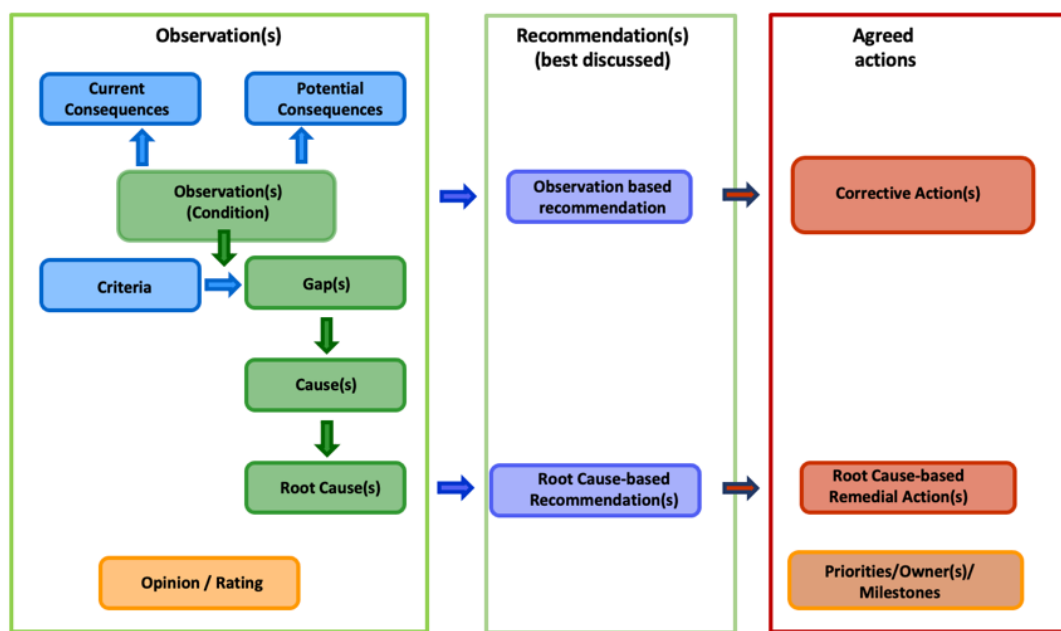 Observation(s)
Current
Consequences
Potential
Consequences
Observation(s)
(Condition)
Criteria
Gap(s)
Cause(s)
Root Cause(s)
Opinion / Rating
Recommendation(s)
(best discussed)
Observation based
recommendation
Root Cause-based
Recommendation(s)
Agreed
actions
Corrective Action(s)
Root Cause-based
Remedial Action(s)
Priorities/Owner(s)/
Milestones